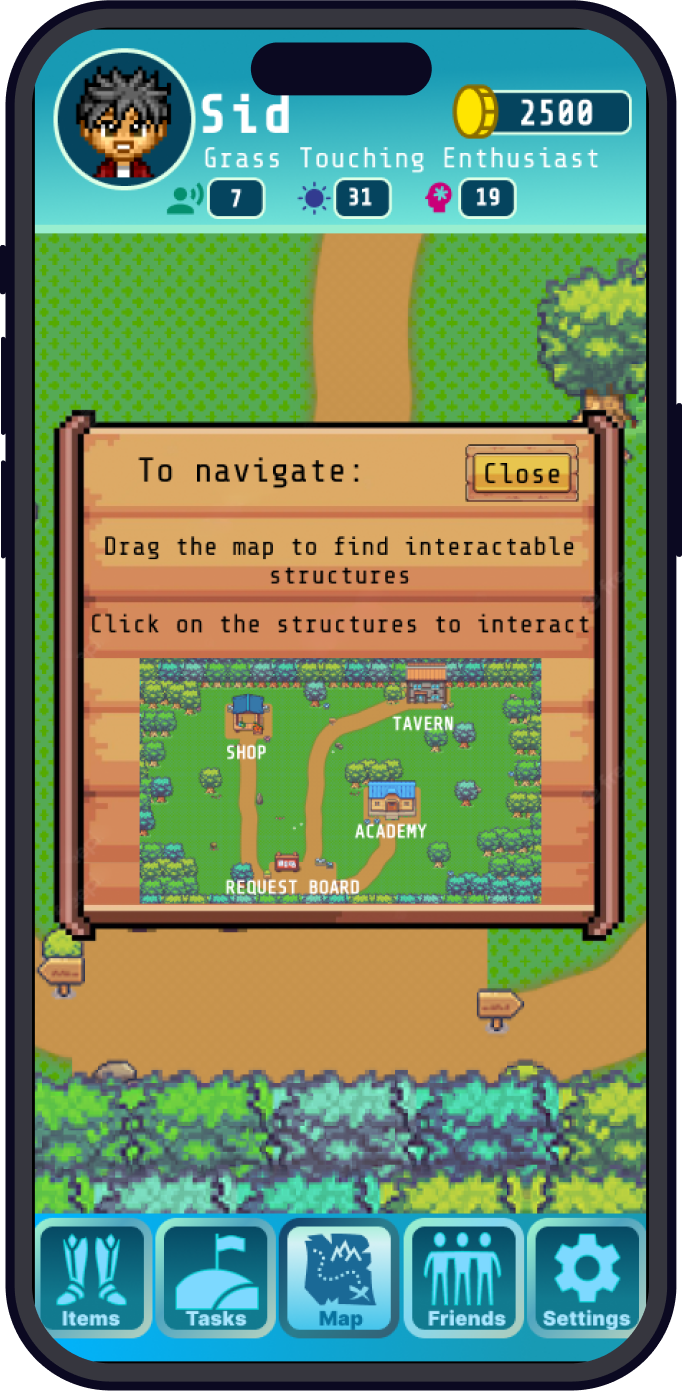 Sid
2500
Grass Touching Enthusiast
7 31 19
To navigate:
Close
Drag the map to find interactable
structures
Click on the structures to interact
TAVERN
SHOP
ACADEMY
REQUEST BOARD
Items Tasks Map Friends Settings